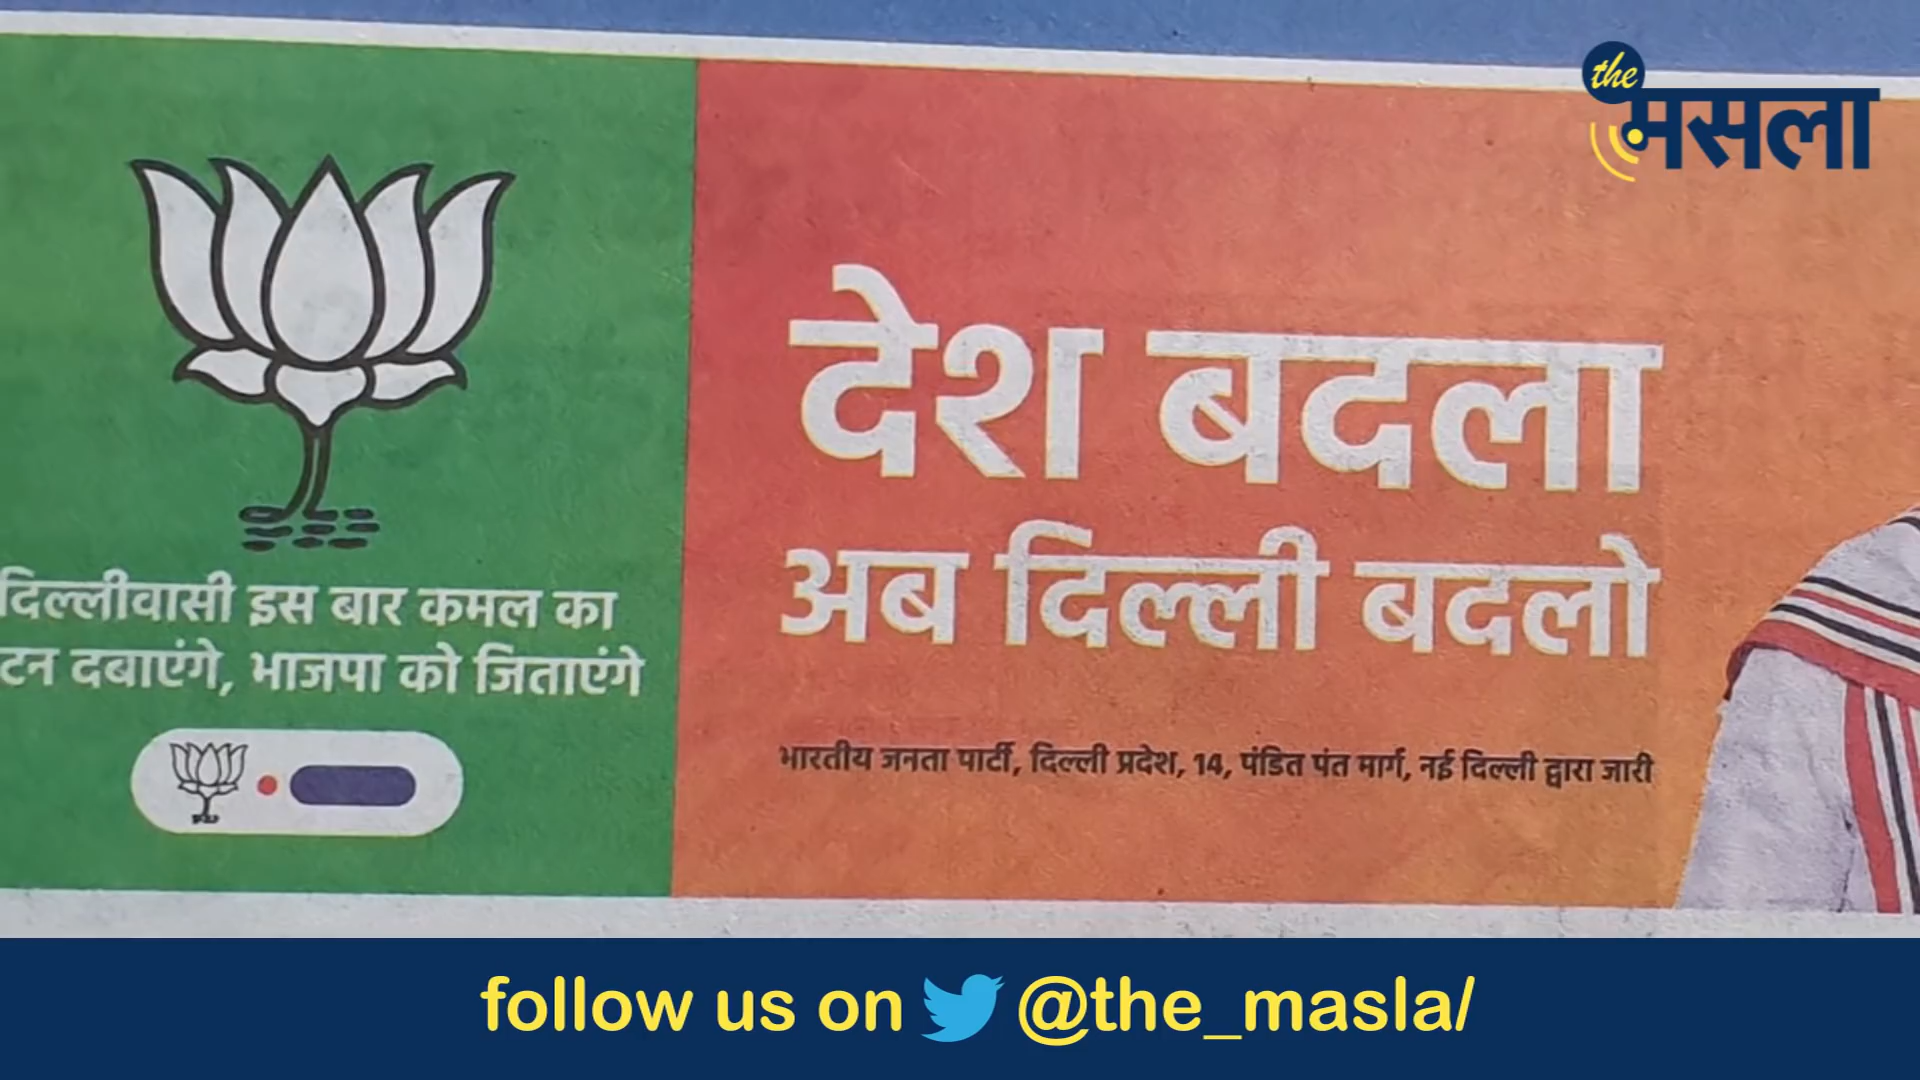 the
मसला
देश बदला
अब दिल्ली बदलो
भारतीय जनता पार्टी, दिल्ली प्रदेश, 14, पंडित पंत मार्ग, नई दिल्ली द्वारा जारी
दिल्लीवासी इस बार कमल का
टन दबाएंगे, भाजपा को जिताएंगे
follow us on @the_masla/